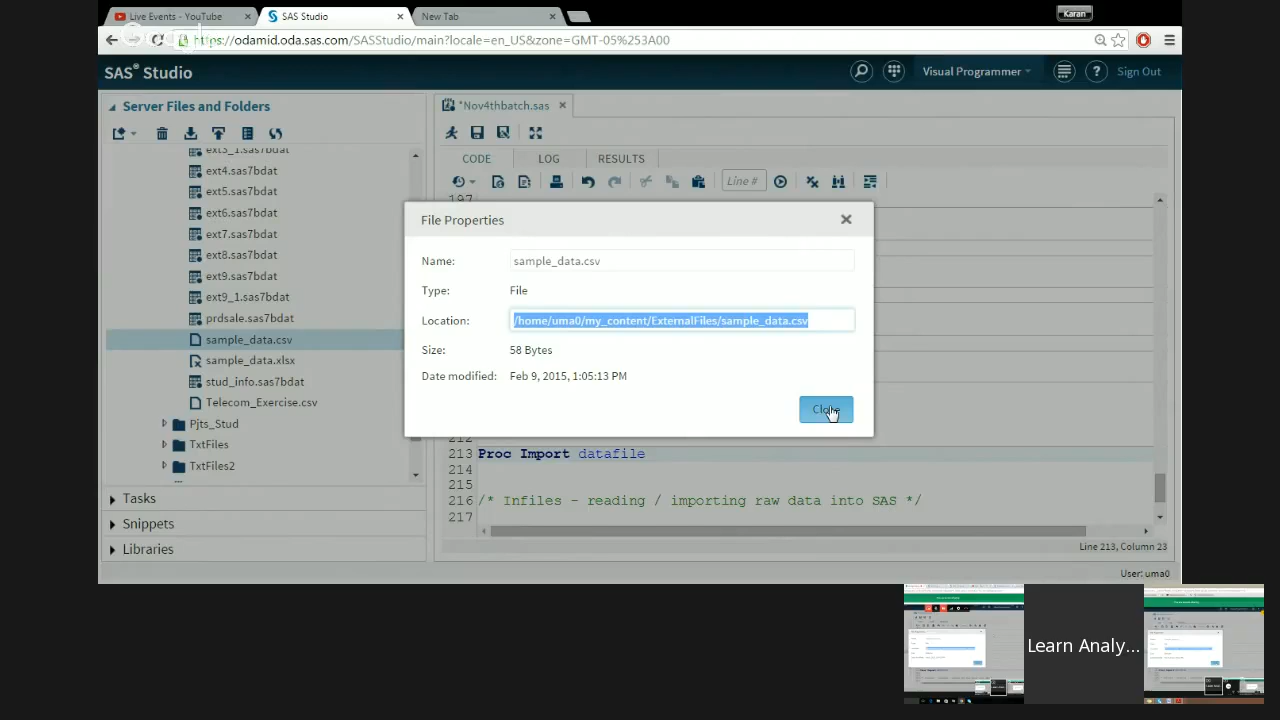 Live Events - YouTube
SAS Studio
New Tab
Karan
https://odamid.oda.sas.com/SASStudio/main?locale=en_US&zone=GMT-05%253A00
SAS® Studio
Visual Programmer
Sign Out
Server Files and Folders
*Nov4thbatch.sas
CODE
LOG
RESULTS
Line #
ext3_1.sas7bdat
ext4.sas7bdat
ext5.sas7bdat
ext6.sas7bdat
ext7.sas7bdat
ext8.sas7bdat
ext9.sas7bdat
ext9_1.sas7bdat
prdsale.sas7bdat
sample_data.csv
sample_data.xlsx
stud_info.sas7bdat
Telecom_Exercise.csv
Pjts_Stud
TxtFiles
TxtFiles2
Tasks
Snippets
Libraries
197
File Properties
Name: sample_data.csv
Type: File
Location: /home/uma0/my_content/ExternalFiles/sample_data.csv
Size: 58 Bytes
Date modified: Feb 9, 2015, 1:05:13 PM
Close
212
213 Proc Import datafile
214
215
216 /* Infiles - reading / importing raw data into SAS */
217
Line 213, Column 23
User: uma0
Learn Analy...